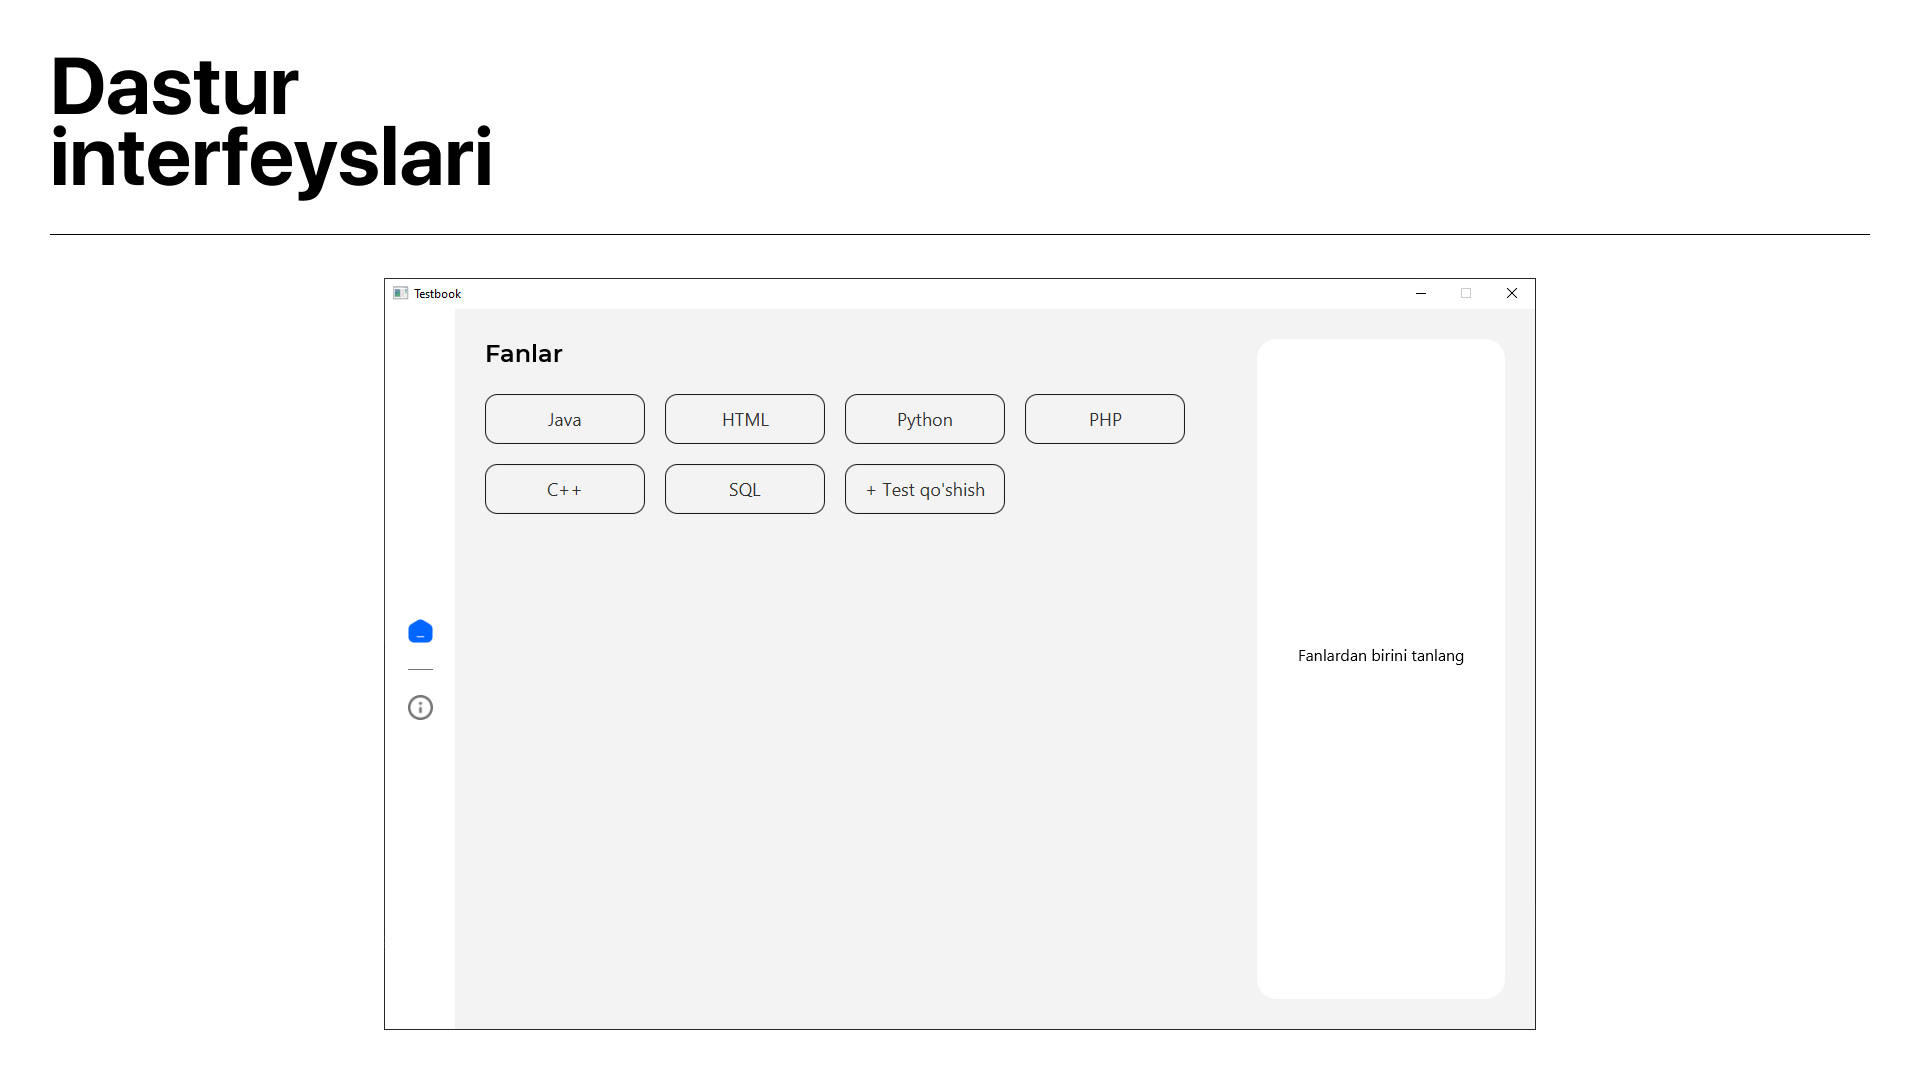 Dastur
interfeyslari
Testbook
Fanlar
Java
HTML
Python
PHP
C++
SQL
+ Test qo'shish
Fanlardan birini tanlang